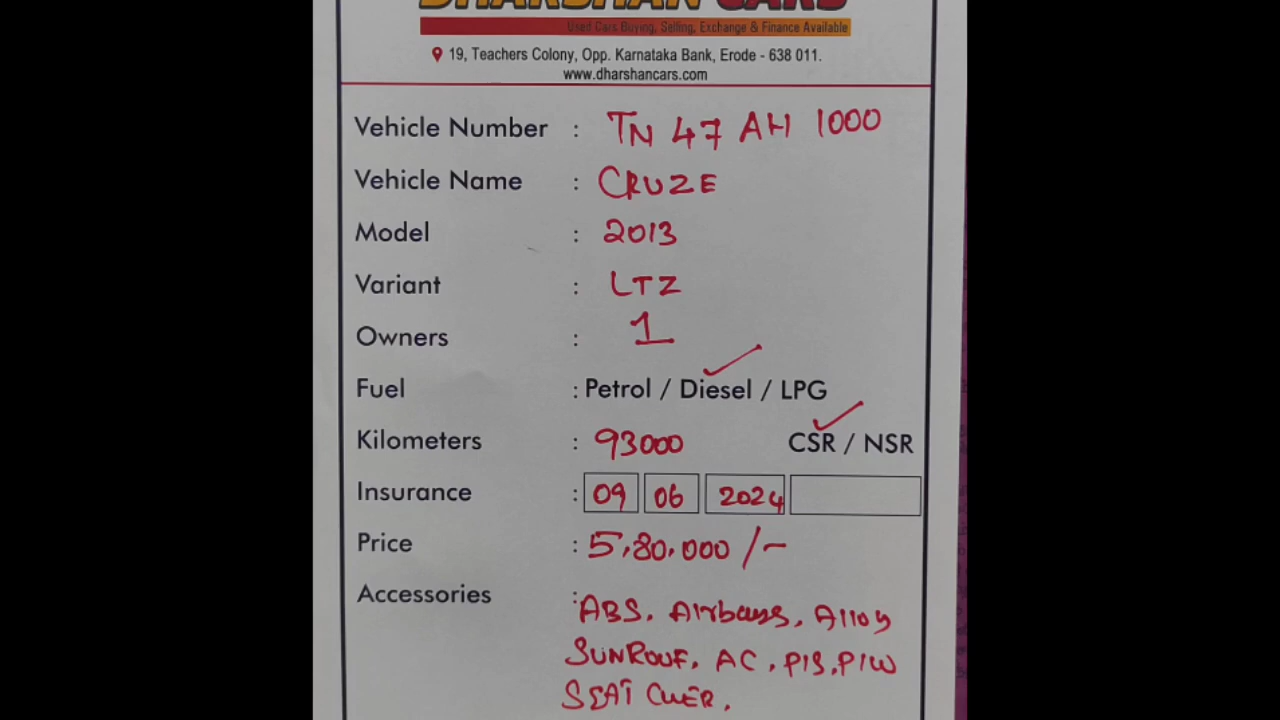 DHARSHAN CARS
Used Cars Buying, Selling, Exchange & Finance Available
19, Teachers Colony, Opp. Karnataka Bank, Erode - 638 011.
www.dharshancars.com
Vehicle Number : TN 47 AH 1000
Vehicle Name : CRUZE
Model : 2013
Variant : LTZ
Owners : 1
Fuel : Petrol / Diesel / LPG
Kilometers : 93000 CSR / NSR
Insurance : 09 06 2024
Price : 5,80,000/-
Accessories : ABS, Airbags, Alloy
SUNROOF, AC, P/S, P/W
SEAT COVER,